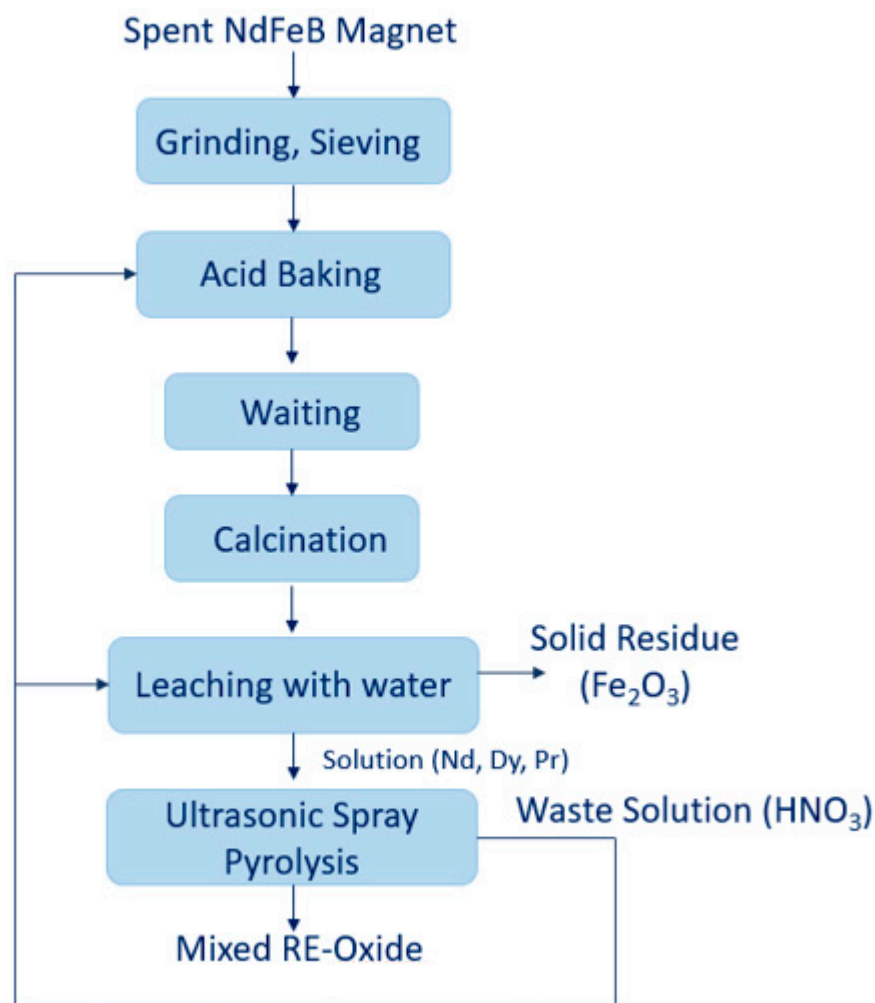 Spent NdFeB Magnet
Grinding, Sieving
Acid Baking
Waiting
Calcination
Leaching with water
Solid Residue
(Fe₂O₃)
Solution (Nd, Dy, Pr)
Ultrasonic Spray
Pyrolysis
Waste Solution (HNO₃)
Mixed RE-Oxide